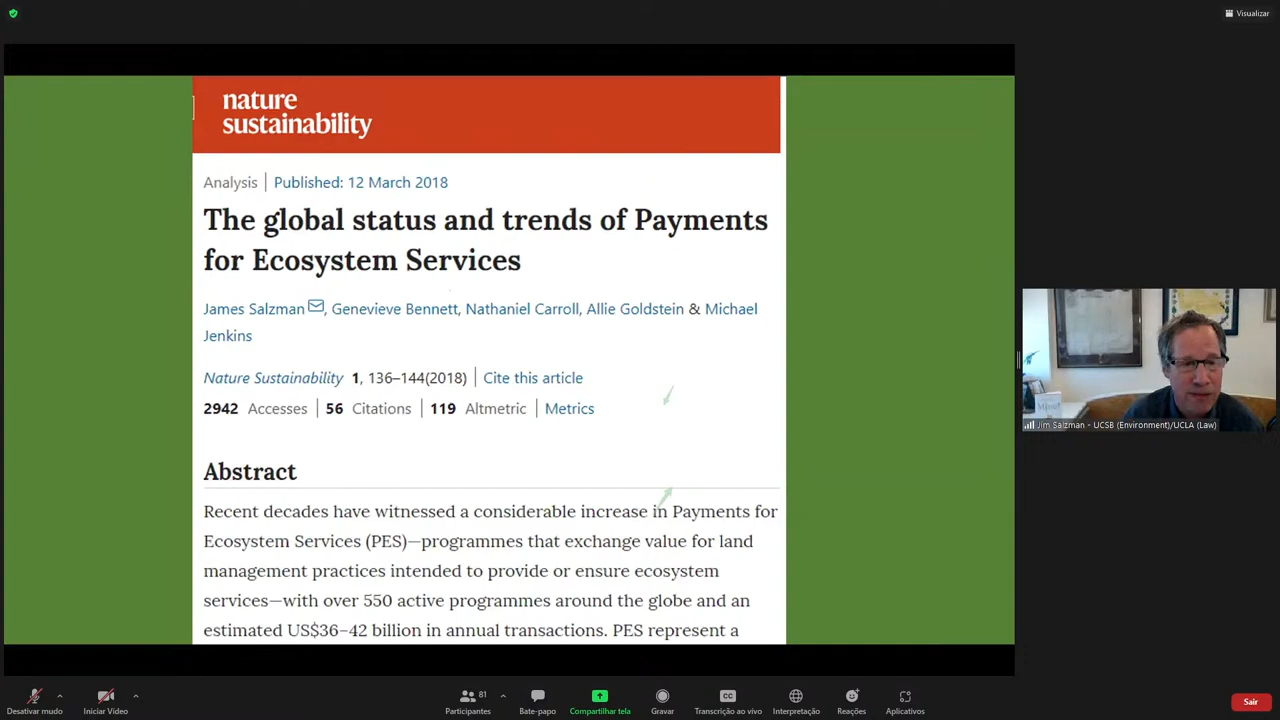 Visualizar
nature
sustainability
Analysis | Published: 12 March 2018
The global status and trends of Payments
for Ecosystem Services
James Salzman, Genevieve Bennett, Nathaniel Carroll, Allie Goldstein & Michael
Jenkins
Nature Sustainability 1, 136–144(2018) | Cite this article
2942 Accesses | 56 Citations | 119 Altmetric | Metrics
Abstract
Recent decades have witnessed a considerable increase in Payments for
Ecosystem Services (PES)—programmes that exchange value for land
management practices intended to provide or ensure ecosystem
services—with over 550 active programmes around the globe and an
estimated US$36–42 billion in annual transactions. PES represent a
Jim Salzman - UCSB (Environment)/UCLA (Law)
Desativar mudo
Iniciar Vídeo
81
Participantes
Bate-papo
Compartilhar tela
Gravar
CC
Transcrição ao vivo
Interpretação
Reações
Aplicativos
Sair